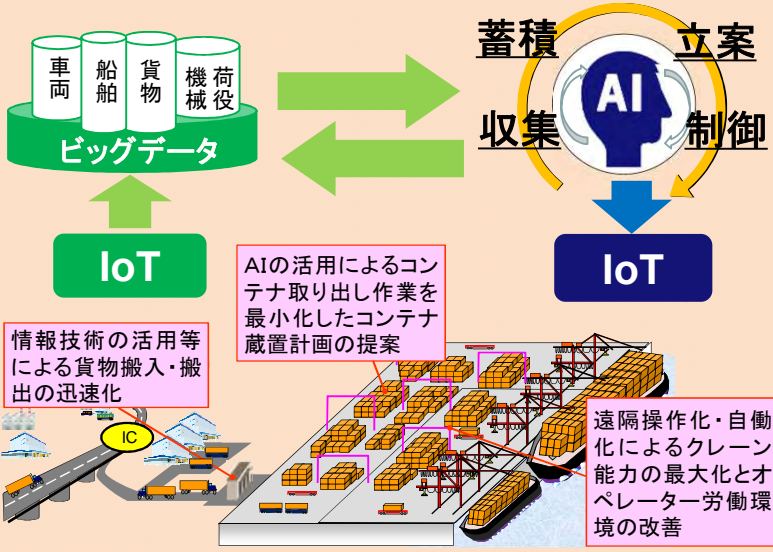 車両
船舶
貨物
荷役
機械
ビッグデータ
蓄積
立案
AI
収集
制御
IoT
IoT
AIの活用によるコン
テナ取り出し作業を
最小化したコンテナ
蔵置計画の提案
情報技術の活用等
による貨物搬入・搬
出の迅速化
IC
遠隔操作化・自働
化によるクレーン
能力の最大化とオ
ペレーター労働環
境の改善